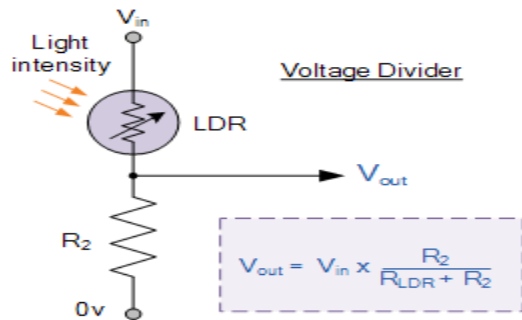 Vin
Light
intensity
Voltage Divider
LDR
Vout
R2
Vout = Vin x R2 / RLDR + R2
0v